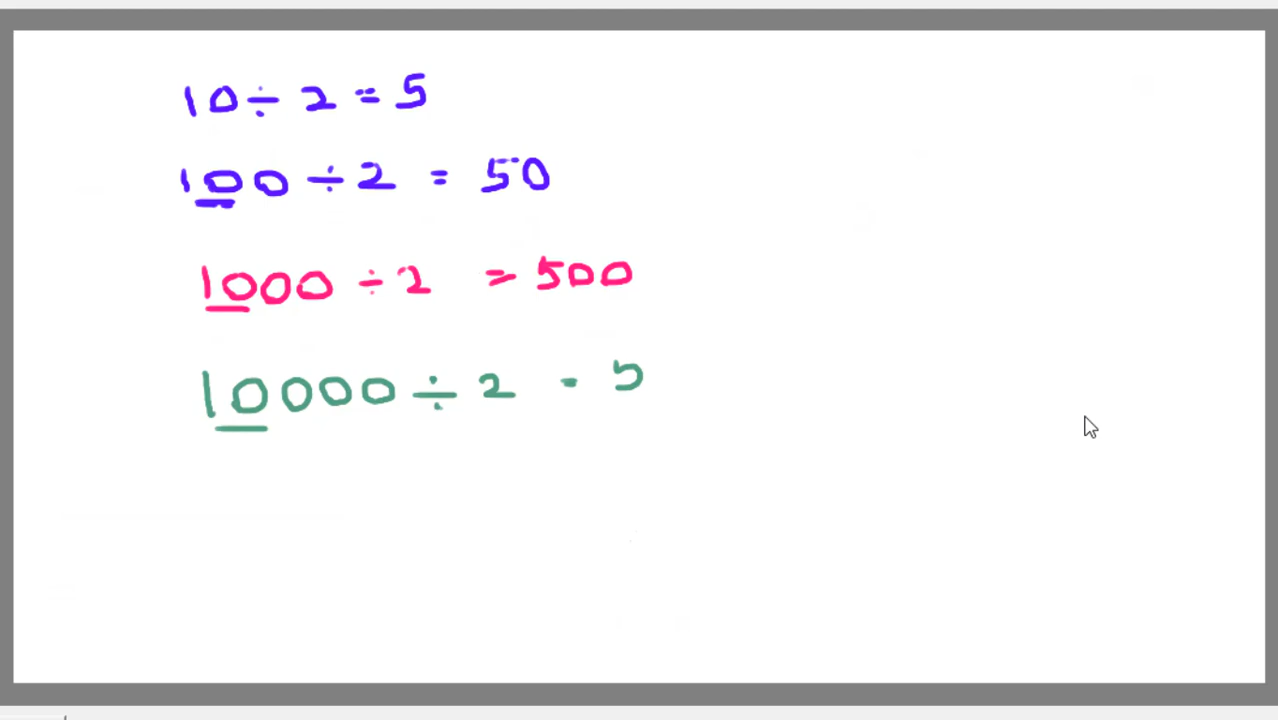 10÷ 2 = 5
100 ÷ 2 = 50
1000 ÷ 2 = 500
10000 ÷ 2 - 5